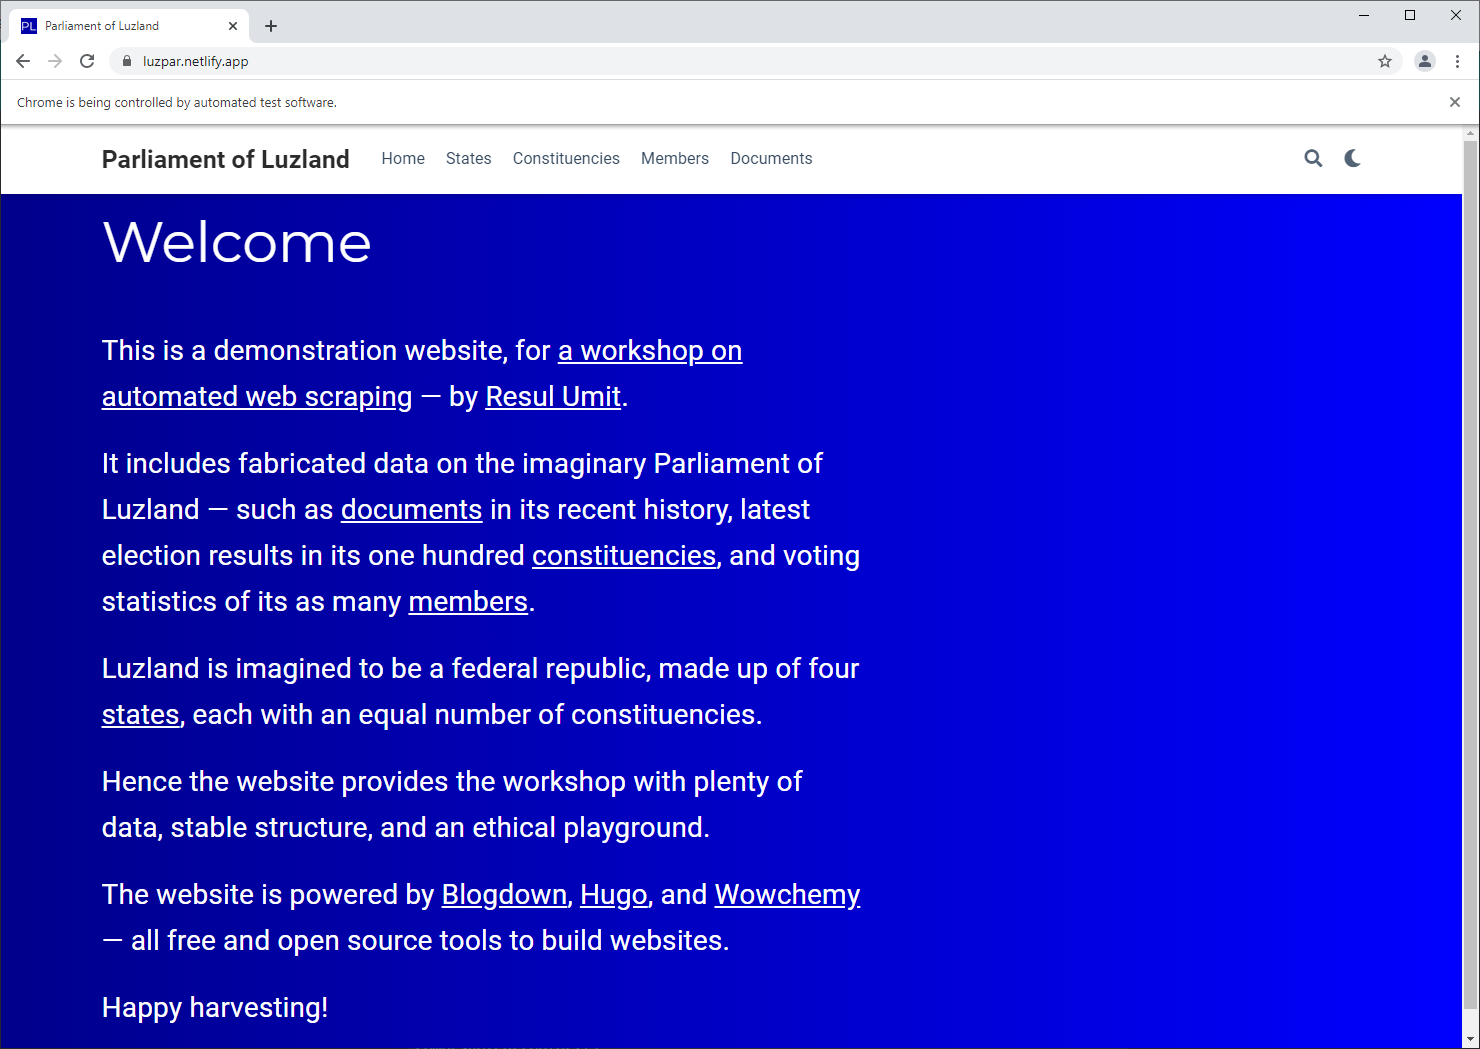 PL Parliament of Luzland
luzpar.netlify.app
Chrome is being controlled by automated test software.
Parliament of Luzland Home States Constituencies Members Documents
Welcome
This is a demonstration website, for a workshop on
automated web scraping — by Resul Umit.
It includes fabricated data on the imaginary Parliament of
Luzland — such as documents in its recent history, latest
election results in its one hundred constituencies, and voting
statistics of its as many members.
Luzland is imagined to be a federal republic, made up of four
states, each with an equal number of constituencies.
Hence the website provides the workshop with plenty of
data, stable structure, and an ethical playground.
The website is powered by Blogdown, Hugo, and Wowchemy
— all free and open source tools to build websites.
Happy harvesting!